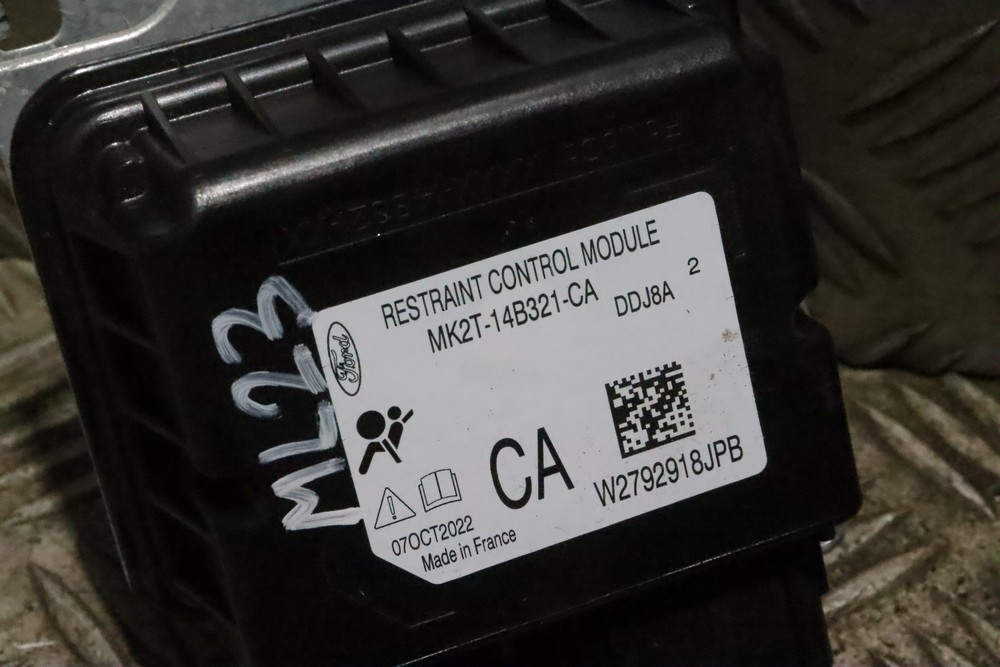 RESTRAINT CONTROL MODULE
MK2T-14B321-CA
DDJ8A
2
Ford
CA
W2792918JPB
07OCT2022
Made in France
ML23